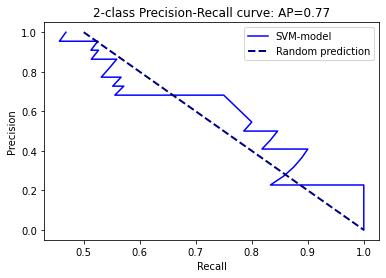 2-class Precision-Recall curve: AP=0.77
SVM-model
Random prediction
Precision
1.0
0.8
0.6
0.4
0.2
0.0
0.5 0.6 0.7 0.8 0.9 1.0
Recall